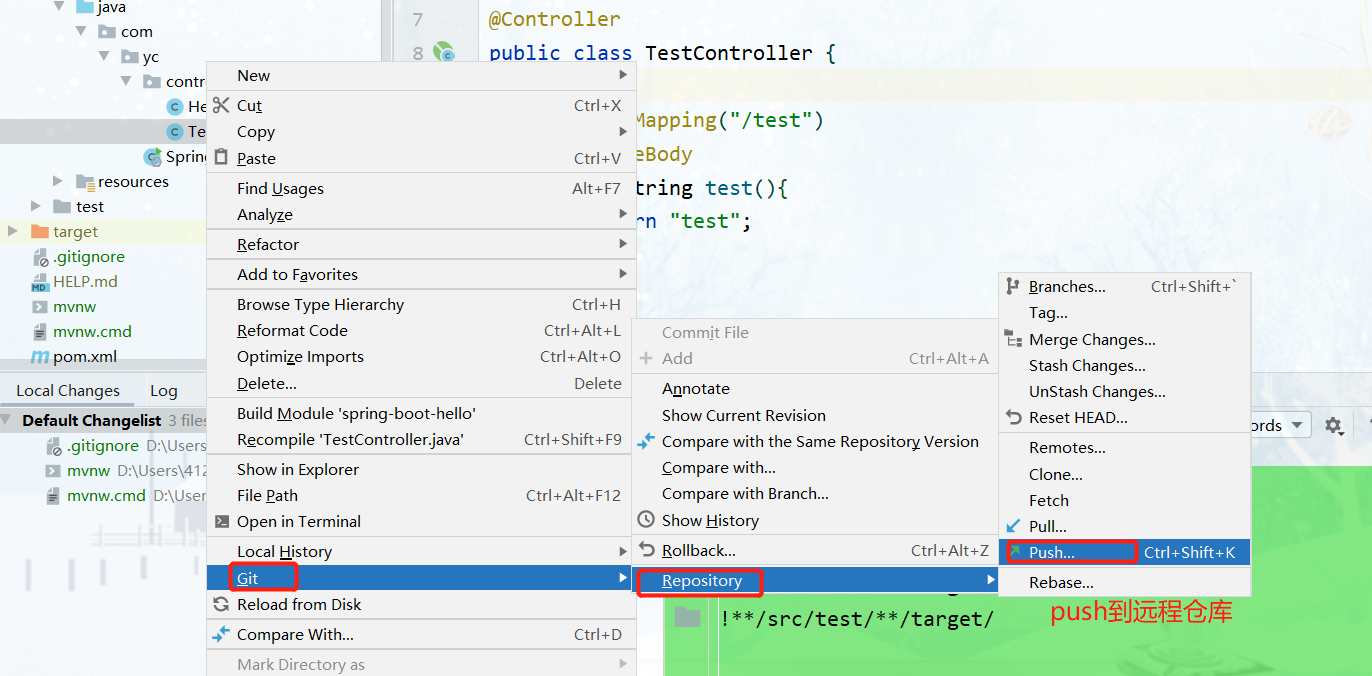 java
com
yc
contr
He
Te
Spring
resources
test
target
.gitignore
HELP.md
mvnw
mvnw.cmd
pom.xml
Local Changes Log
Default Changelist 3 files
.gitignore D:\Users
mvnw D:\Users\412
mvnw.cmd D:\User
7 @Controller
8 public class TestController {
Mapping("/test")
eBody
tring test(){
rn "test";
New
Cut Ctrl+X
Copy
Paste Ctrl+V
Find Usages Alt+F7
Analyze
Refactor
Add to Favorites
Browse Type Hierarchy Ctrl+H
Reformat Code Ctrl+Alt+L
Optimize Imports Ctrl+Alt+O
Delete... Delete
Build Module 'spring-boot-hello'
Recompile 'TestController.java' Ctrl+Shift+F9
Show in Explorer
File Path Ctrl+Alt+F12
Open in Terminal
Local History
Git
Reload from Disk
Compare With... Ctrl+D
Mark Directory as
Commit File
Add Ctrl+Alt+A
Annotate
Show Current Revision
Compare with the Same Repository Version
Compare with...
Compare with Branch...
Show History
Rollback... Ctrl+Alt+Z
Repository
Branches... Ctrl+Shift+`
Tag...
Merge Changes...
Stash Changes...
UnStash Changes...
Reset HEAD...
Remotes...
Clone...
Fetch
Pull...
Push... Ctrl+Shift+K
Rebase...
ords
push到远程仓库
!**/src/test/**/target/